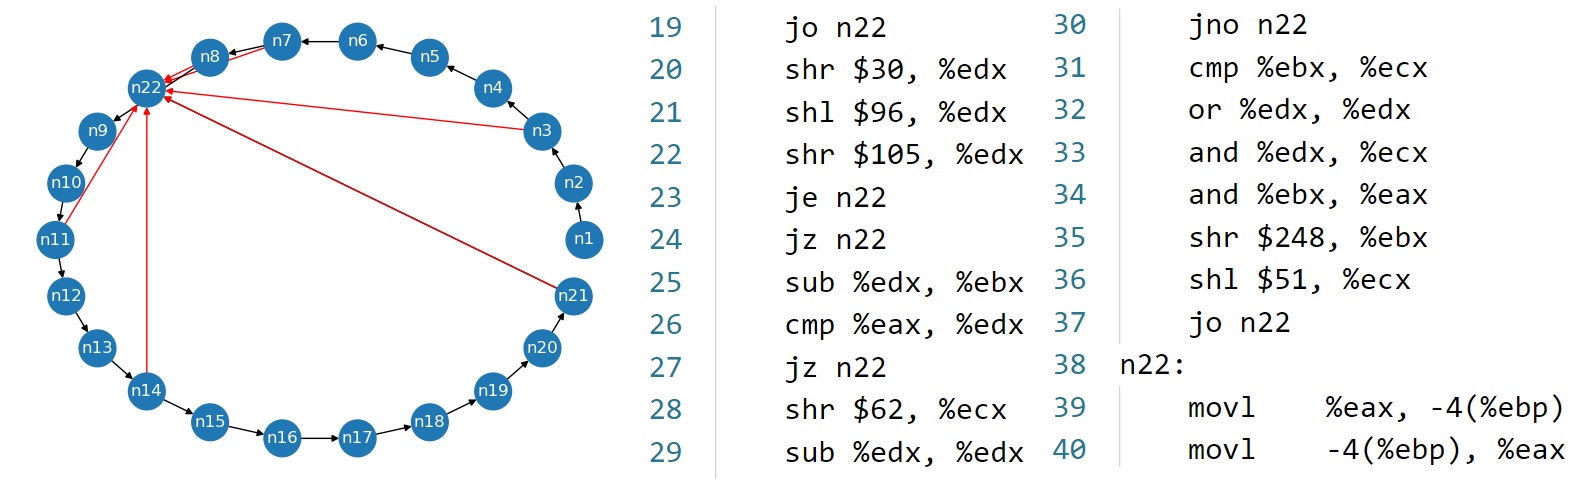 n7
n6
n8
n5
n22
n4
n9
n3
n10
n2
n11
n1
n12
n21
n13
n20
n14
n19
n15
n18
n16
n17
19 jo n22
20 shr $30, %edx
21 shl $96, %edx
22 shr $105, %edx
23 je n22
24 jz n22
25 sub %edx, %ebx
26 cmp %eax, %edx
27 jz n22
28 shr $62, %ecx
29 sub %edx, %edx
30 jno n22
31 cmp %ebx, %ecx
32 or %edx, %edx
33 and %edx, %ecx
34 and %ebx, %eax
35 shr $248, %ebx
36 shl $51, %ecx
37 jo n22
38 n22:
39 movl %eax, -4(%ebp)
40 movl -4(%ebp), %eax